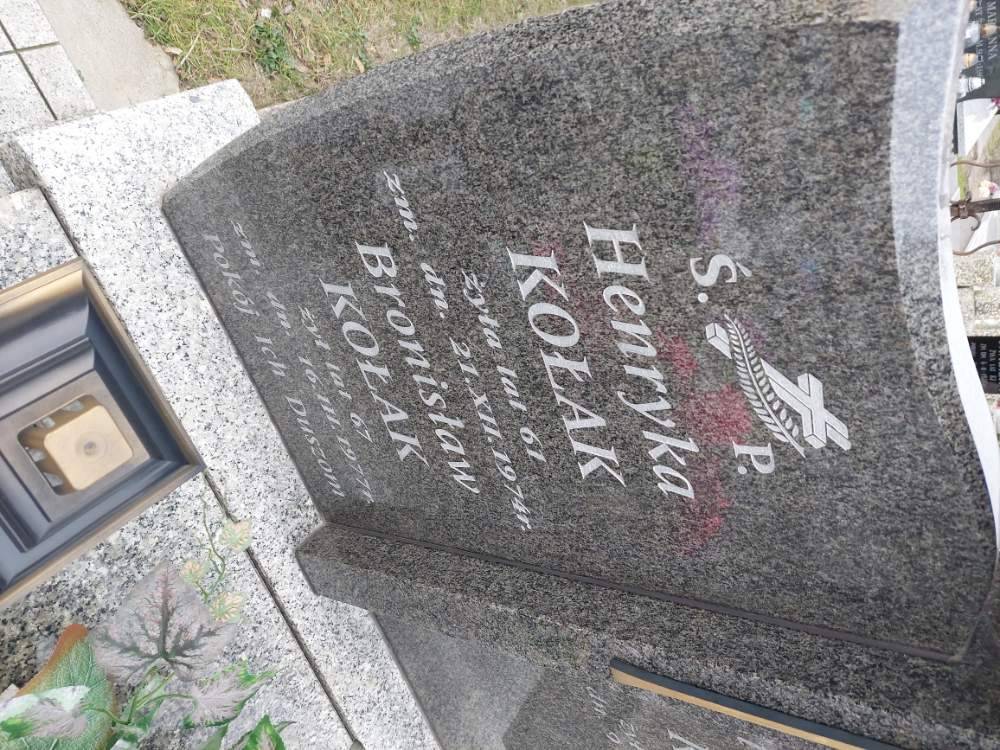 Ś. P.
Henryka
KOŁAK
żyła lat 61
zm. dn. 21.XII.1974r.
Bronisław
KOŁAK
żył lat 67
zm. dn. 16.III.1977r.
Pokój Ich Duszom